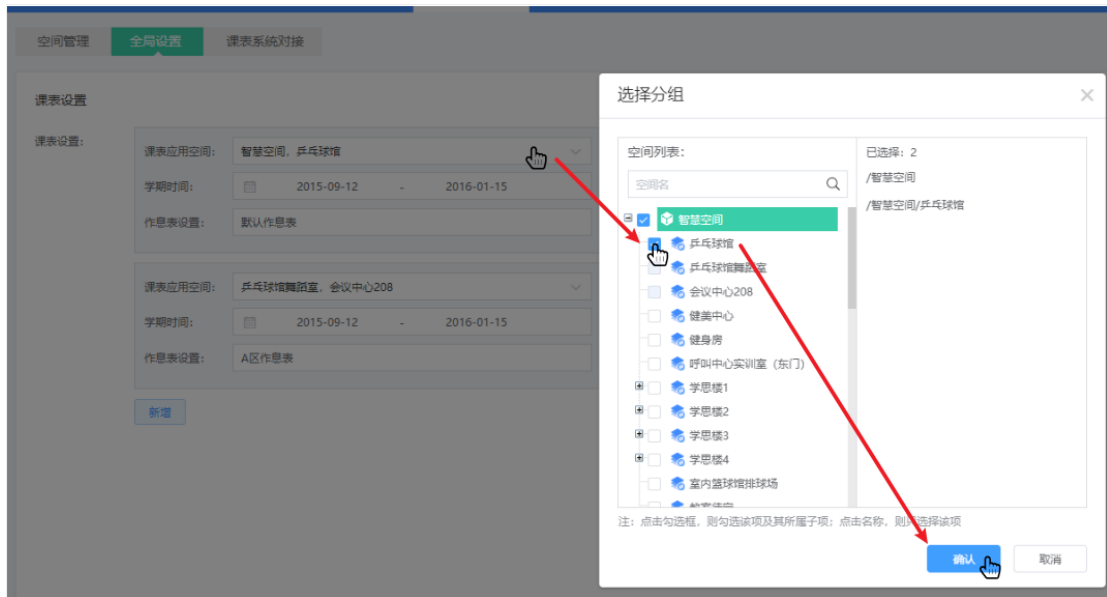 空间管理 全局设置 课表系统对接
课表设置
课表设置:
课表应用空间: 智慧空间, 乒乓球馆
学期时间: 2015-09-12 - 2016-01-15
作息表设置: 默认作息表
课表应用空间: 乒乓球馆舞蹈室, 会议中心208
学期时间: 2015-09-12 - 2016-01-15
作息表设置: A区作息表
新增
选择分组
空间列表:
空间名
智慧空间
乒乓球馆
乒乓球馆舞蹈室
会议中心208
健美中心
健身房
呼叫中心实训室（东门）
学思楼1
学思楼2
学思楼3
学思楼4
室内篮球馆排球场
已选择: 2
/智慧空间
/智慧空间/乒乓球馆
注: 点击勾选框, 则勾选该项及其所属子项; 点击名称, 则只选择该项
确认 取消